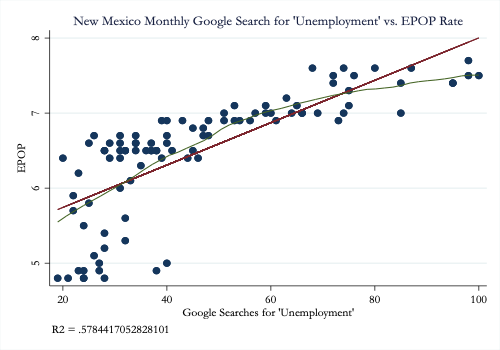 New Mexico Monthly Google Search for 'Unemployment' vs. EPOP Rate
EPOP
8
7
6
5
20 40 60 80 100
Google Searches for 'Unemployment'
R2 = .5784417052828101